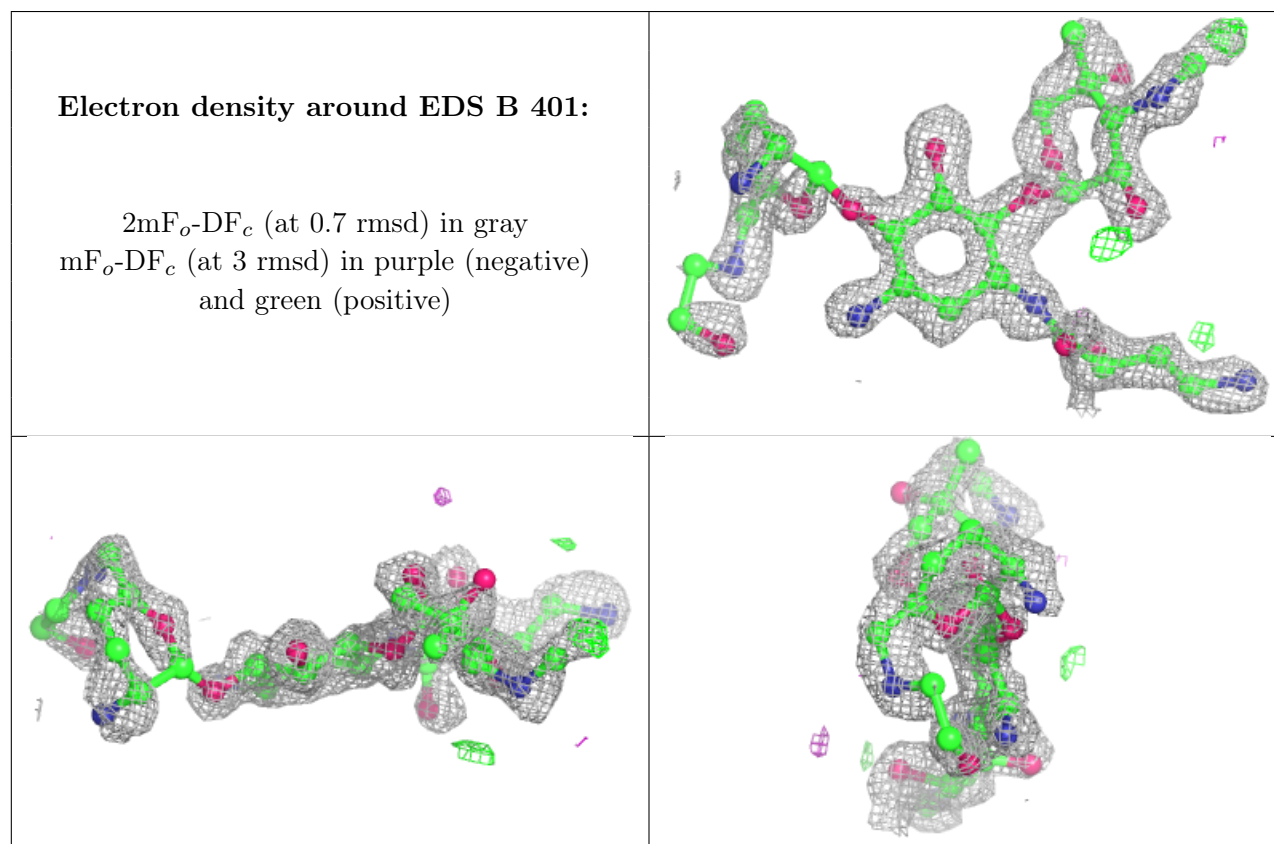 Electron density around EDS B 401:
2mFo-DFc (at 0.7 rmsd) in gray
mFo-DFc (at 3 rmsd) in purple (negative)
and green (positive)